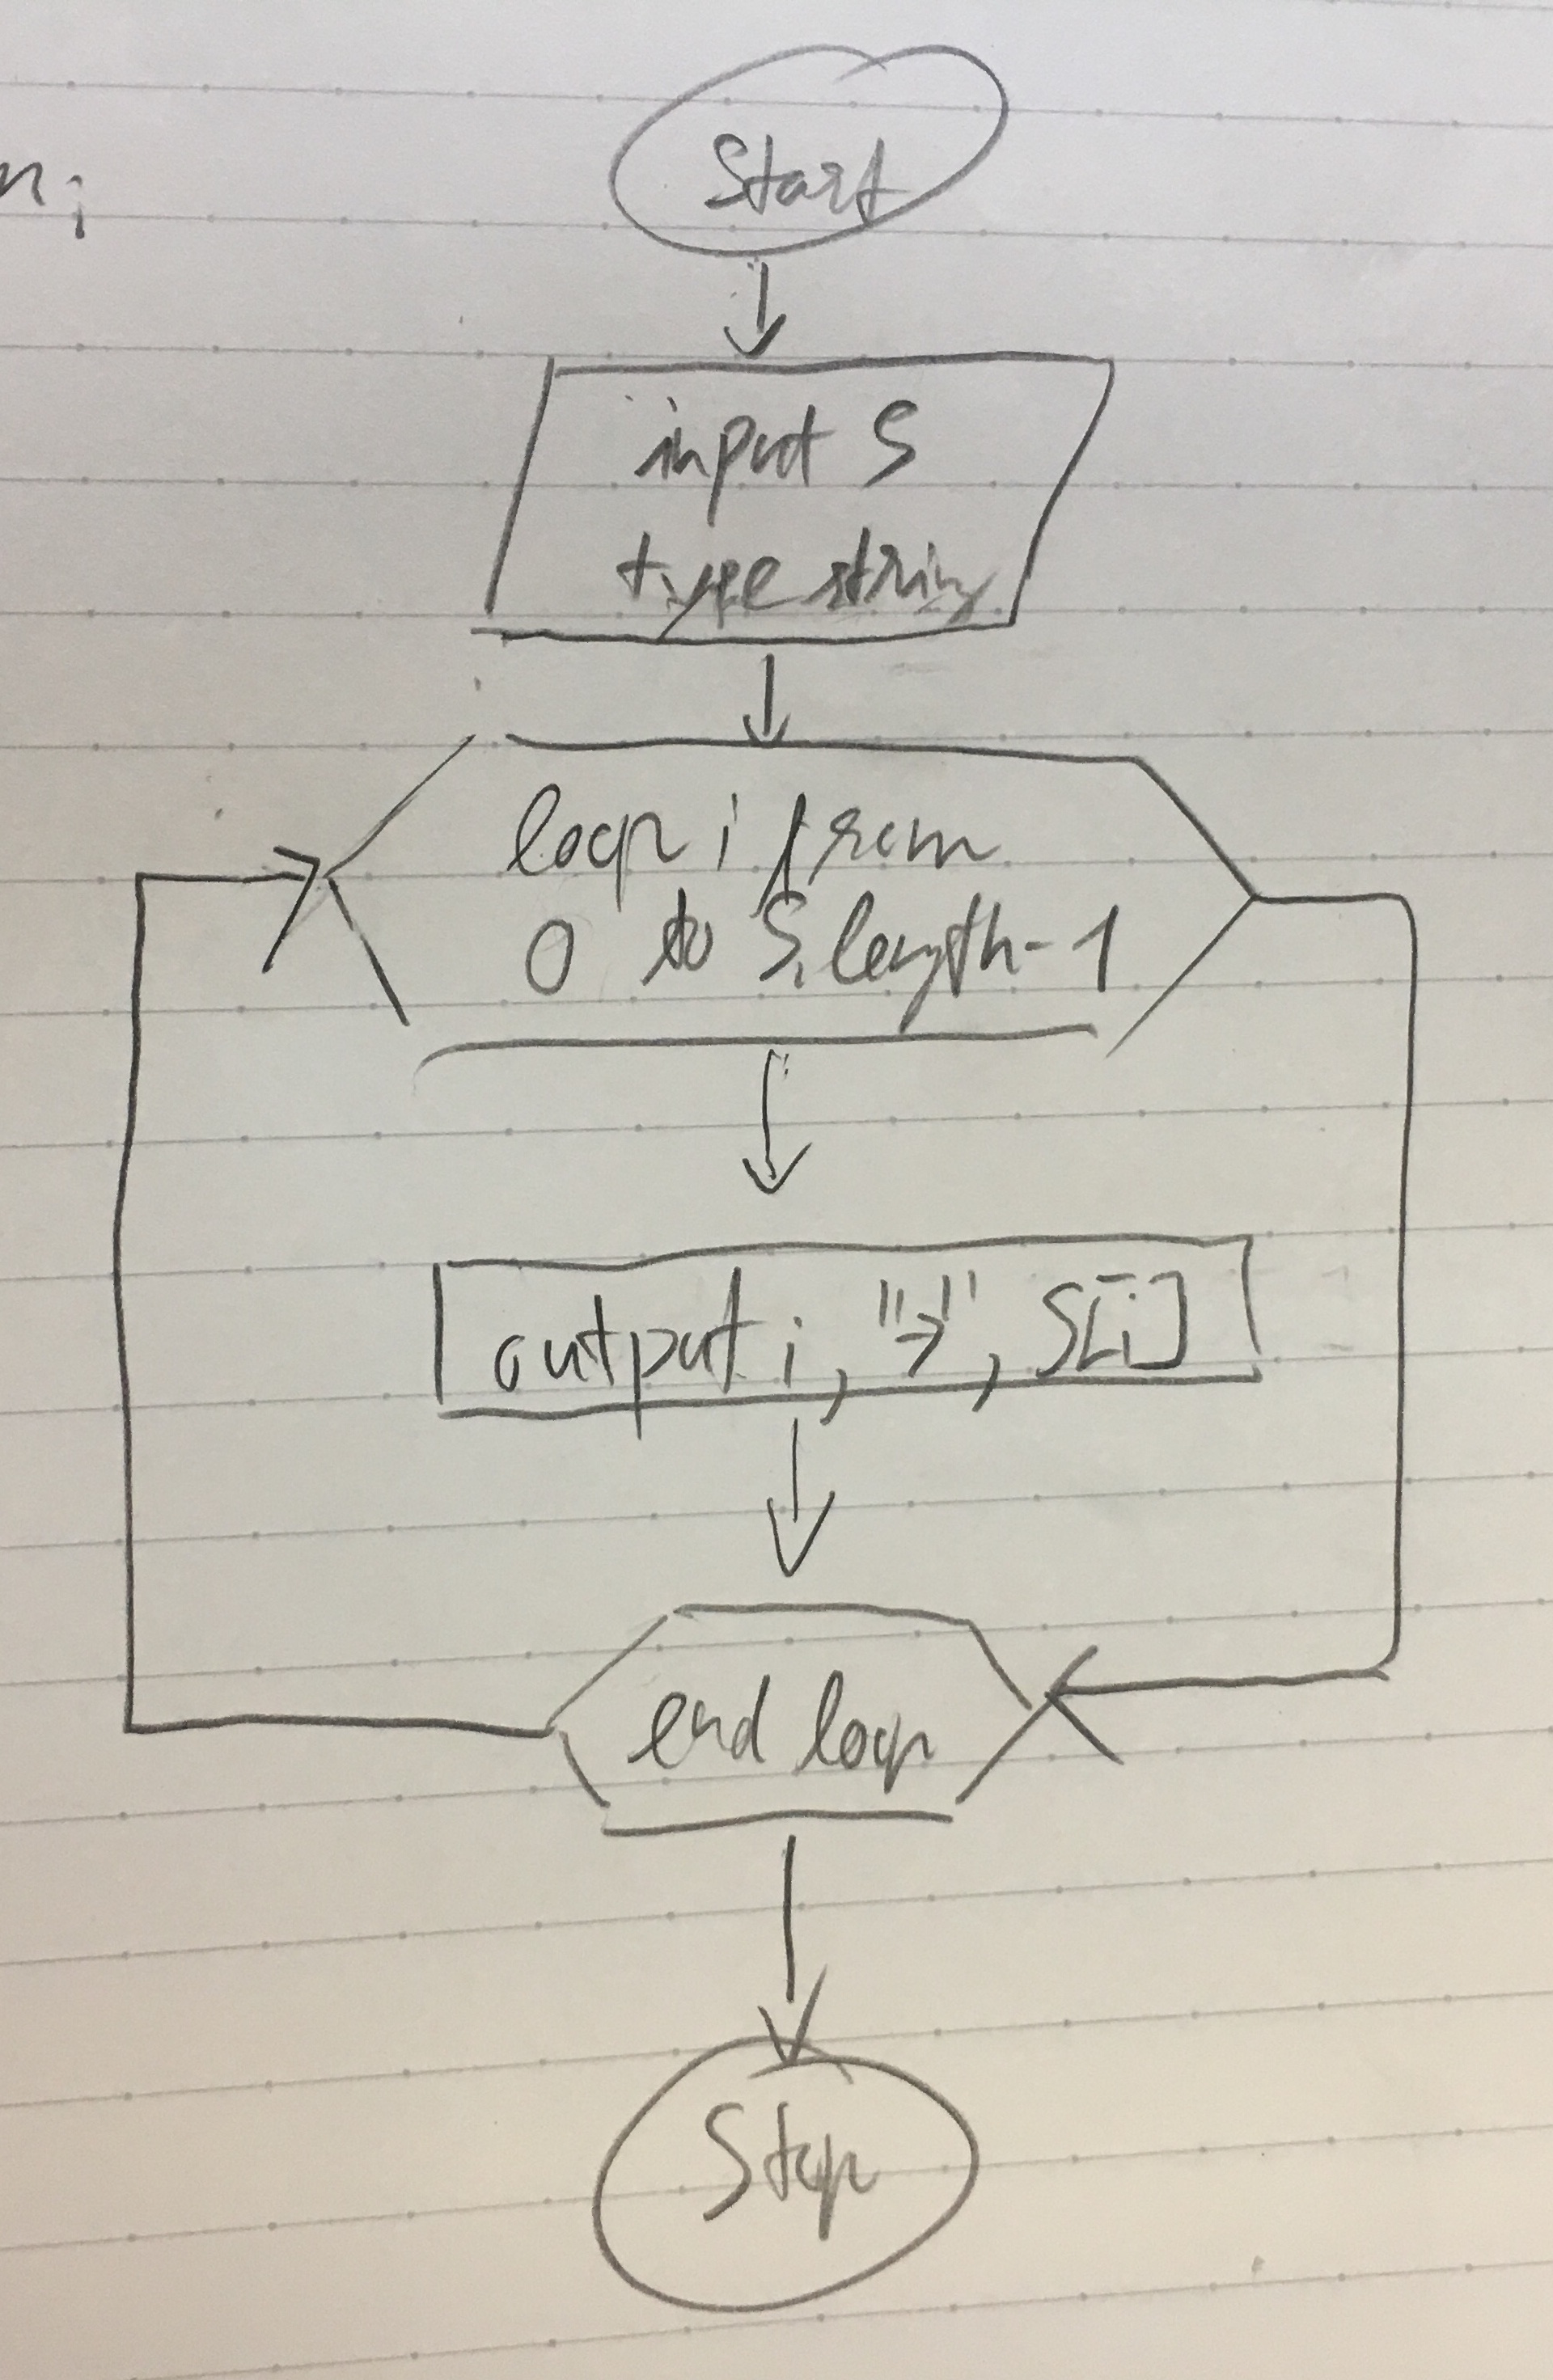 n;
Start
input S
type string
loop i from
0 to S.length-1
output i, "→", S[i]
end loop
Stop